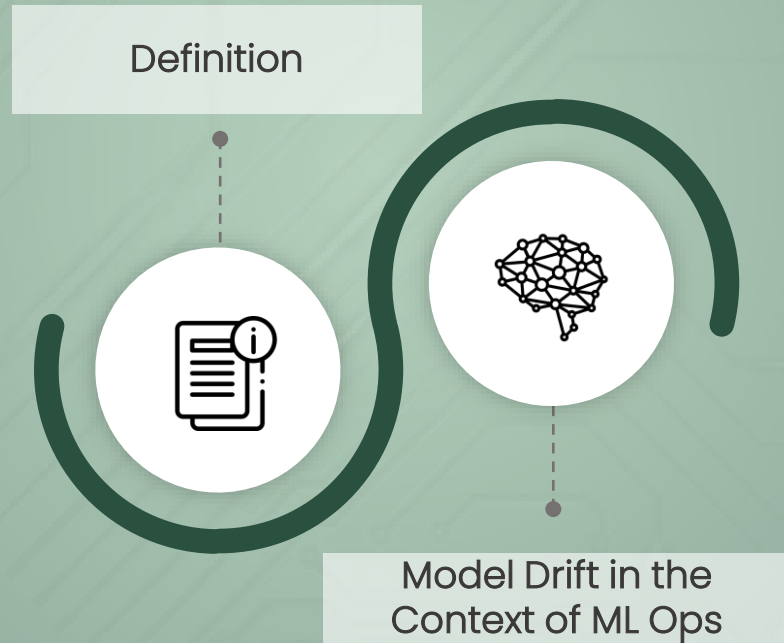 Definition
i
Model Drift in the
Context of ML Ops